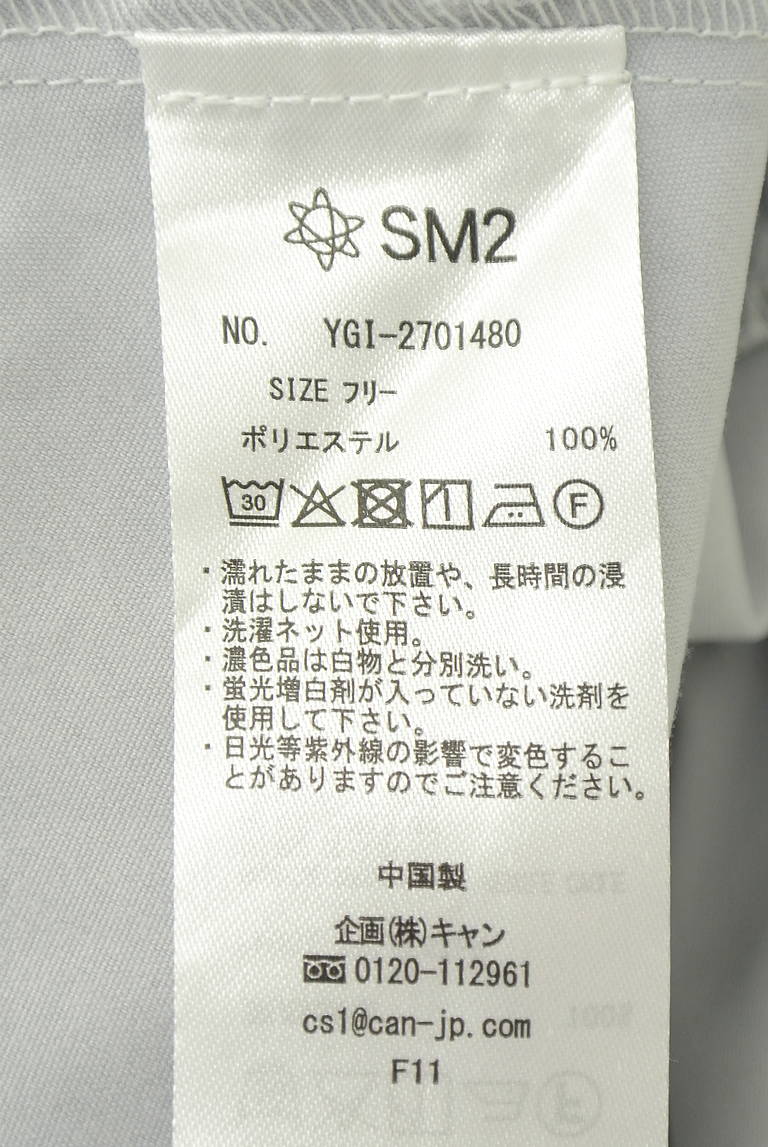 SM2
NO. YGI-2701480
SIZE フリー
ポリエステル 100%
30 F
・濡れたままの放置や、長時間の浸
漬はしないで下さい。
・洗濯ネット使用。
・濃色品は白物と分別洗い。
・蛍光増白剤が入っていない洗剤を
使用して下さい。
・日光等紫外線の影響で変色するこ
とがありますのでご注意ください。
中国製
企画(株)キャン
0120-112961
cs1@can-jp.com
F11